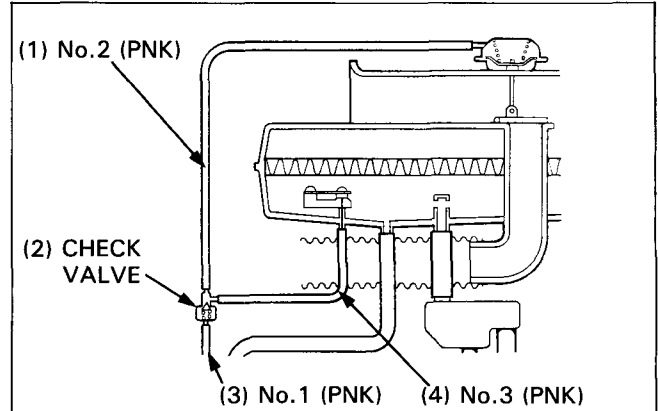 (1) No.2 (PNK)
(2) CHECK
VALVE
(3) No.1 (PNK)
(4) No.3 (PNK)